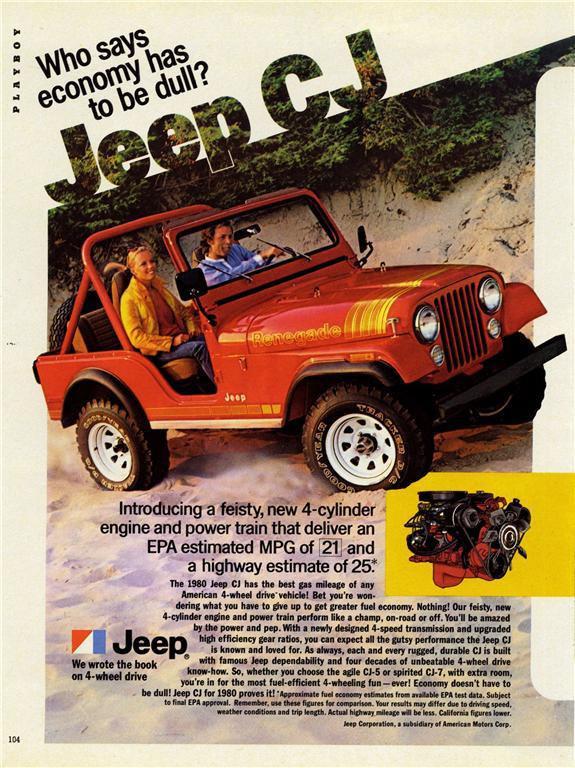 PLAYBOY
Who says
economy has
to be dull?
Jeep CJ
Renegade
Jeep
GOODYEAR
TRACKER
Introducing a feisty, new 4-cylinder
engine and power train that deliver an
EPA estimated MPG of 21 and
a highway estimate of 25.*
The 1980 Jeep CJ has the best gas mileage of any
American 4-wheel drive vehicle! Bet you're won-
dering what you have to give up to get greater fuel economy. Nothing! Our feisty, new
4-cylinder engine and power train perform like a champ, on-road or off. You'll be amazed
by the power and pep. With a newly designed 4-speed transmission and upgraded
high efficiency gear ratios, you can expect all the gutsy performance the Jeep CJ
is known and loved for. As always, each and every rugged, durable CJ is built
with famous Jeep dependability and four decades of unbeatable 4-wheel drive
know-how. So, whether you choose the agile CJ-5 or spirited CJ-7, with extra room,
you're in for the most fuel-efficient 4-wheeling fun—ever! Economy doesn't have to
be dull! Jeep CJ for 1980 proves it! *Approximate fuel economy estimates from available EPA test data. Subject
to final EPA approval. Remember, use these figures for comparison. Your results may differ due to driving speed,
weather conditions and trip length. Actual highway mileage will be less. California figures lower.
Jeep Corporation, a subsidiary of American Motors Corp.
Jeep®
We wrote the book
on 4-wheel drive
104